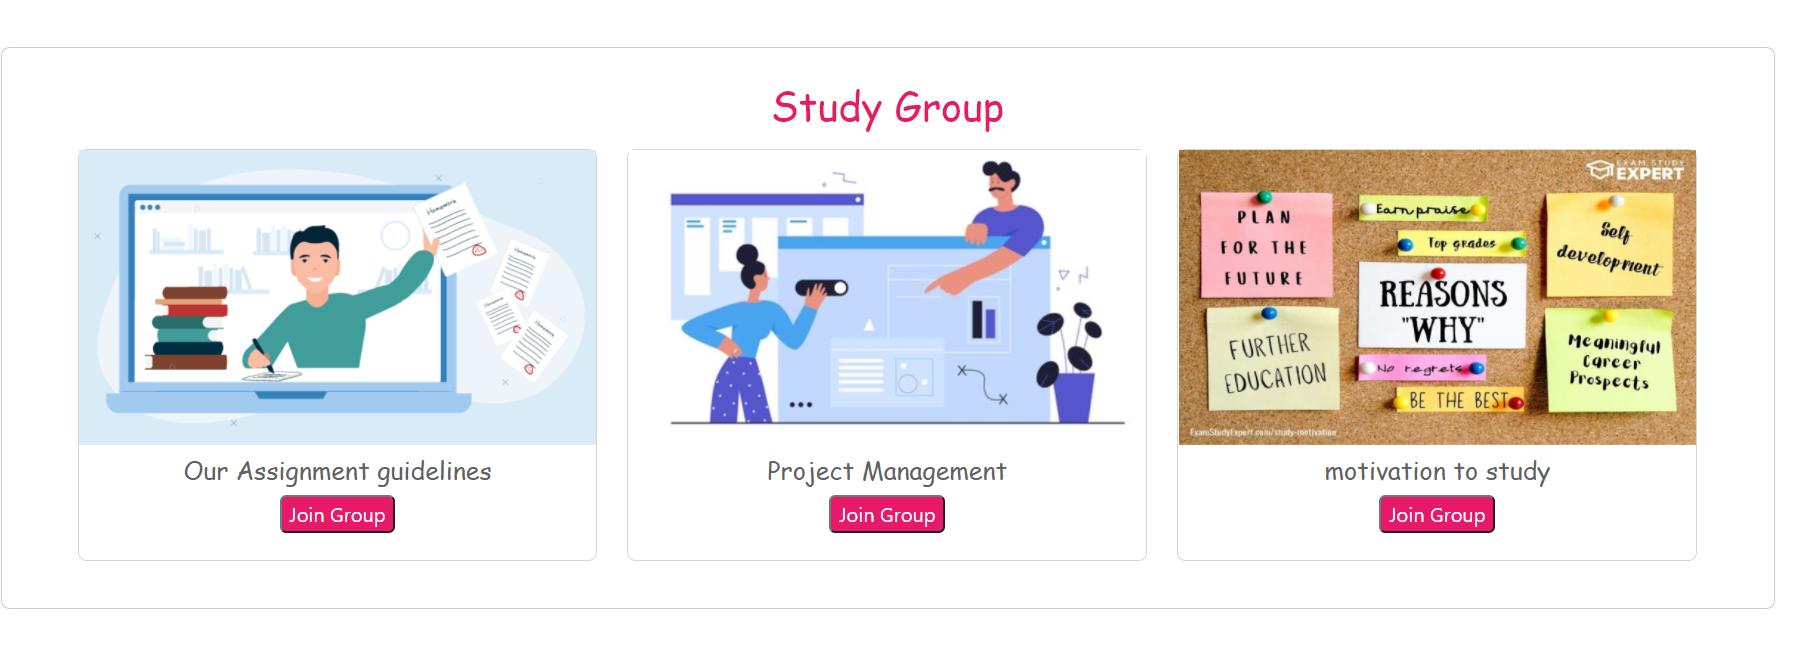 Study Group
Homework
Homework
Homework
Homework
Our Assignment guidelines
Join Group
Project Management
Join Group
EXAM STUDY
EXPERT
PLAN
FOR THE
FUTURE
Earn praise
Top grades
Self
development
REASONS
"WHY"
FURTHER
EDUCATION
No regrets
BE THE BEST
Meaningful
Career
Prospects
ExamStudyExpert.com/study-motivation
motivation to study
Join Group